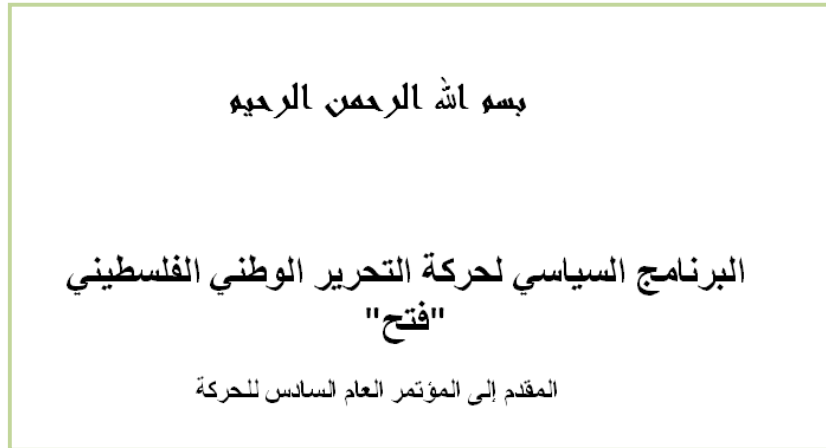 بسم الله الرحمن الرحيم
البرنامج السياسي لحركة التحرير الوطني الفلسطيني
"فتح"
المقدم إلى المؤتمر العام السادس للحركة